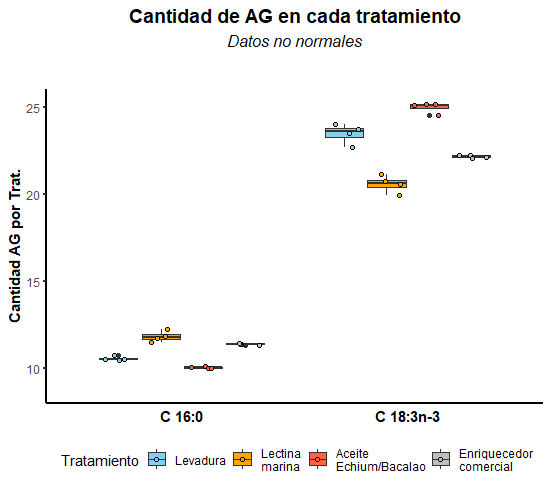 Cantidad de AG en cada tratamiento
Datos no normales
Cantidad AG por Trat.
25
20
15
10
C 16:0
C 18:3n-3
Tratamiento
Levadura
Lectina
marina
Aceite
Echium/Bacalao
Enriquecedor
comercial